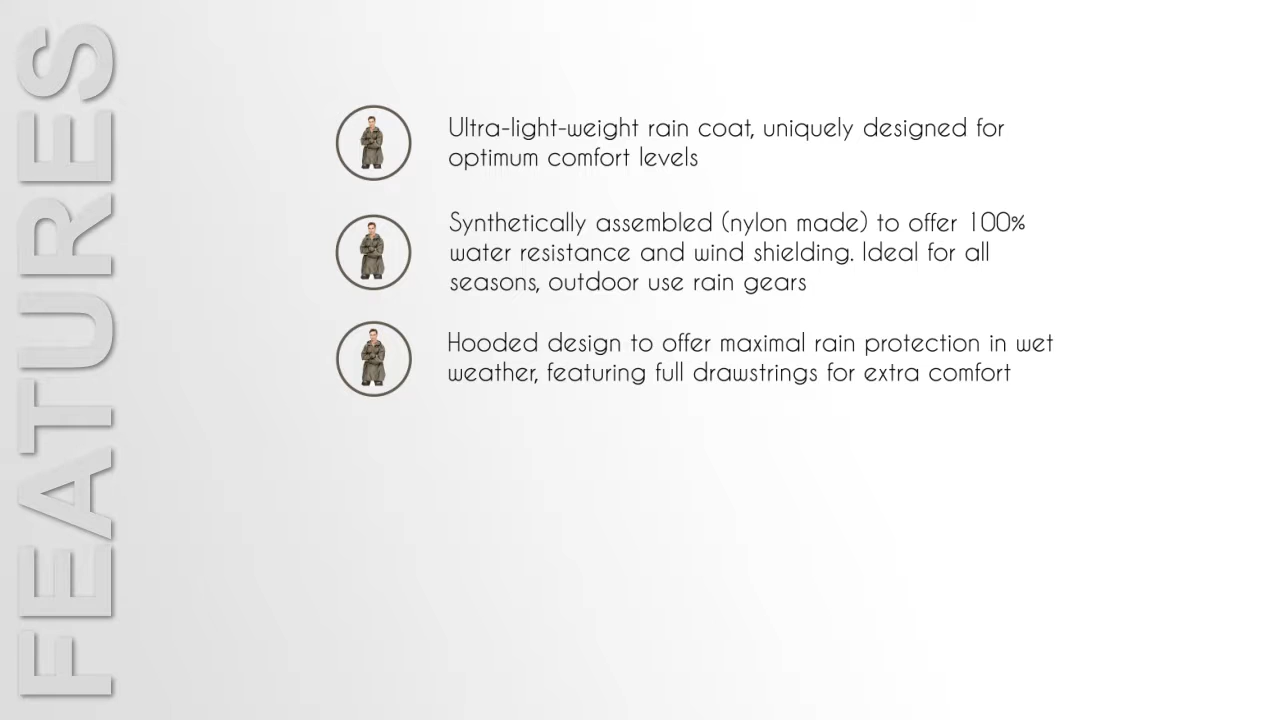 FEATURES
Ultra-light-weight rain coat, uniquely designed for
optimum comfort levels
Synthetically assembled (nylon made) to offer 100%
water resistance and wind shielding. Ideal for all
seasons, outdoor use rain gears
Hooded design to offer maximal rain protection in wet
weather, featuring full drawstrings for extra comfort